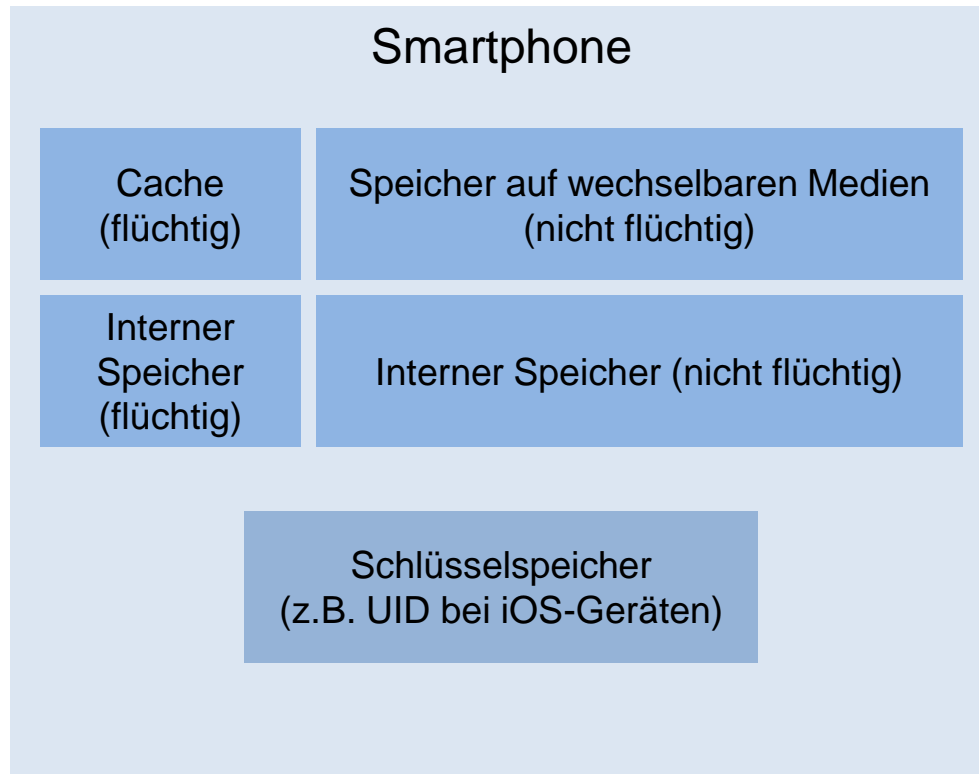 Smartphone
Cache
(flüchtig)
Speicher auf wechselbaren Medien
(nicht flüchtig)
Interner
Speicher
(flüchtig)
Interner Speicher (nicht flüchtig)
Schlüsselspeicher
(z.B. UID bei iOS-Geräten)